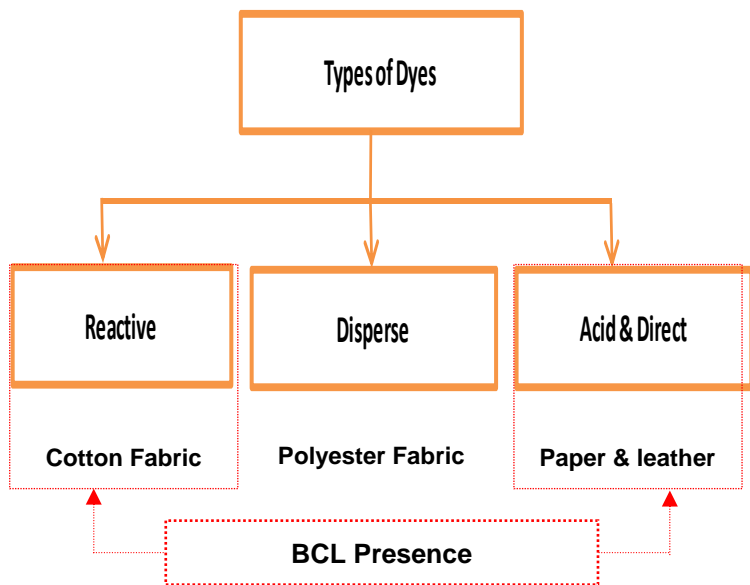 Types of Dyes
Reactive
Disperse
Acid & Direct
Cotton Fabric
Polyester Fabric
Paper & leather
BCL Presence